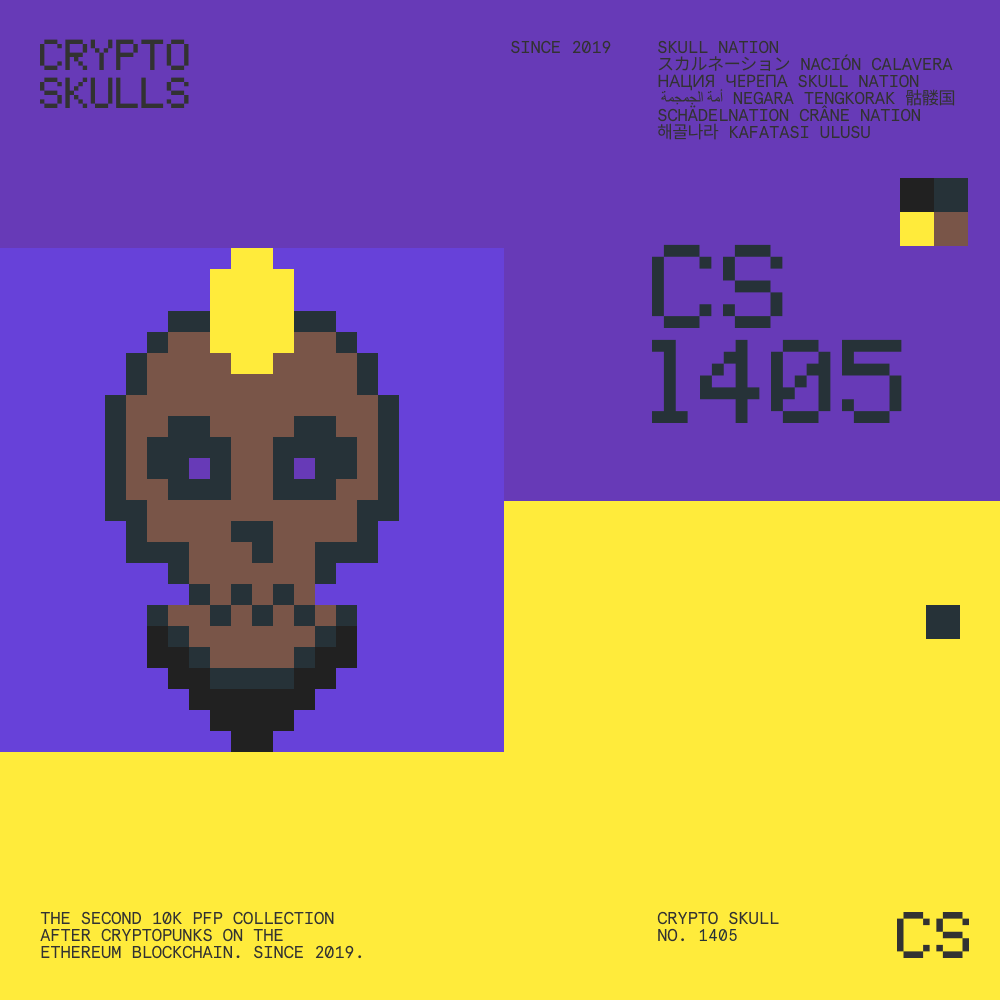 CRYPTO
SKULLS
SINCE 2019
SKULL NATION
スカルネーション NACIÓN CALAVERA
НАЦИЯ ЧЕРЕПА SKULL NATION
أمة الجمجمة NEGARA TENGKORAK 骷髅国
SCHÄDELNATION CRÂNE NATION
해골나라 KAFATASI ULUSU
CS
1405
THE SECOND 10K PFP COLLECTION
AFTER CRYPTOPUNKS ON THE
ETHEREUM BLOCKCHAIN. SINCE 2019.
CRYPTO SKULL
NO. 1405
CS